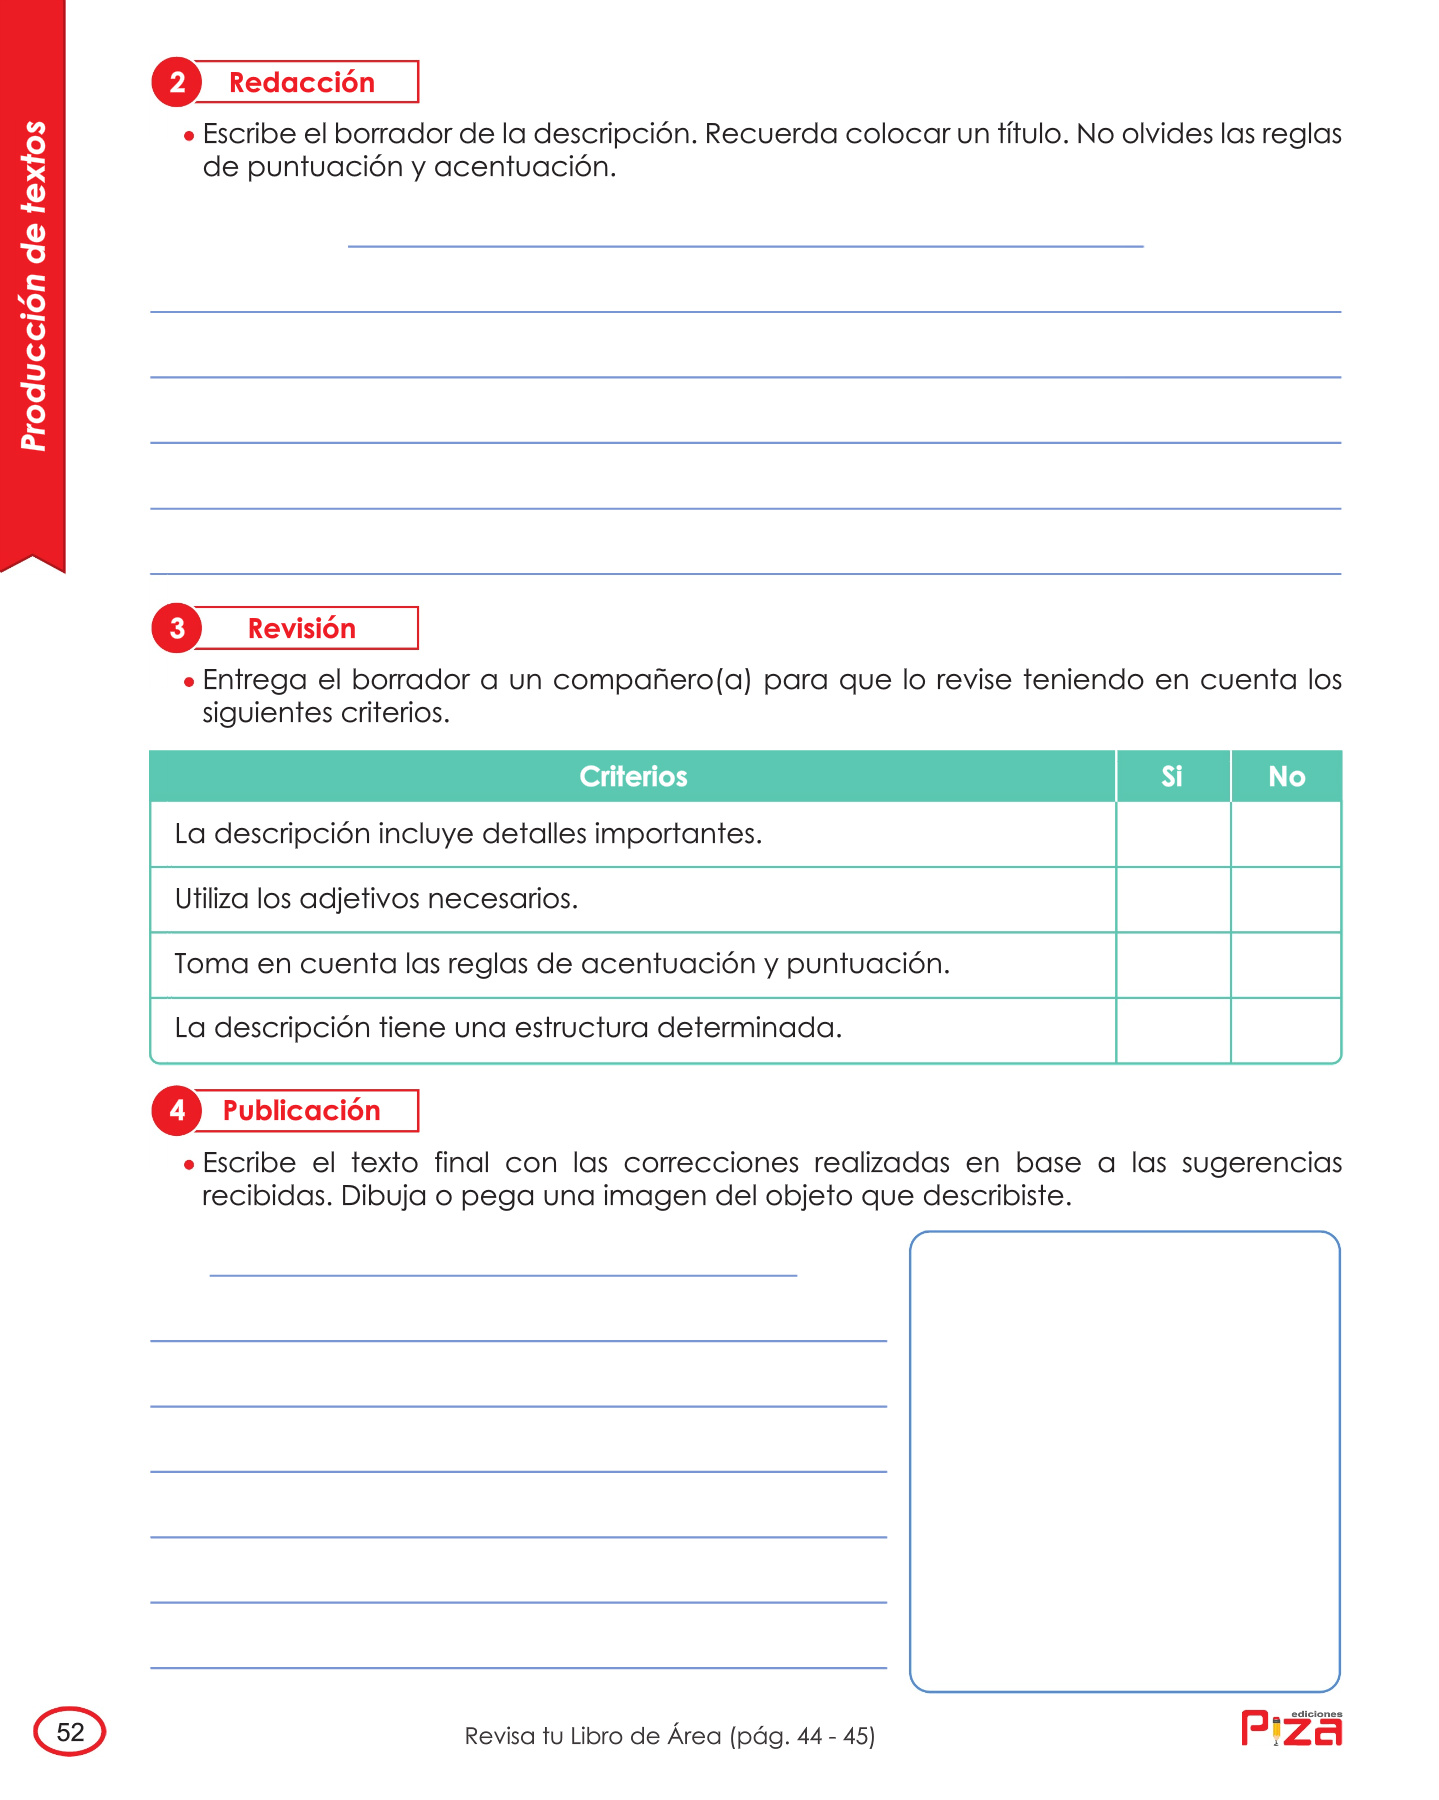 Producción de textos
2 Redacción
• Escribe el borrador de la descripción. Recuerda colocar un título. No olvides las reglas
de puntuación y acentuación.
3 Revisión
• Entrega el borrador a un compañero(a) para que lo revise teniendo en cuenta los
siguientes criterios.
Criterios Si No
La descripción incluye detalles importantes.
Utiliza los adjetivos necesarios.
Toma en cuenta las reglas de acentuación y puntuación.
La descripción tiene una estructura determinada.
4 Publicación
• Escribe el texto final con las correcciones realizadas en base a las sugerencias
recibidas. Dibuja o pega una imagen del objeto que describiste.
52
Revisa tu Libro de Área (pág. 44 - 45)
ediciones
Piza